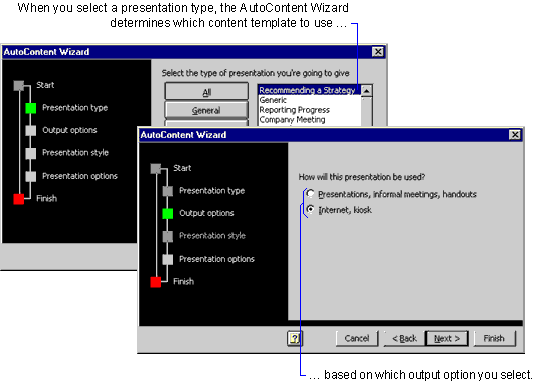 When you select a presentation type, the AutoContent Wizard
determines which content template to use ...
AutoContent Wizard
Start
Presentation type
Output options
Presentation style
Presentation options
Finish
Select the type of presentation you're going to give
All
General
Recommending a Strategy
Generic
Reporting Progress
Company Meeting
AutoContent Wizard
Start
Presentation type
Output options
Presentation style
Presentation options
Finish
How will this presentation be used?
Presentations, informal meetings, handouts
Internet, kiosk
?
Cancel
< Back
Next >
Finish
... based on which output option you select.